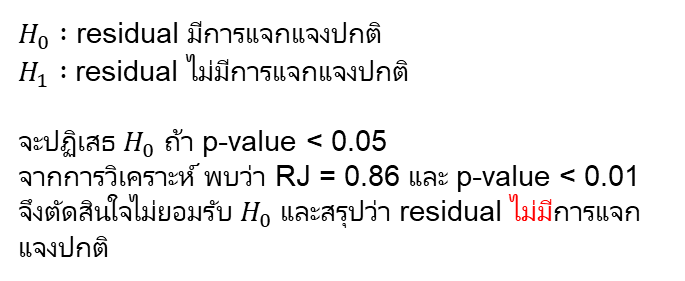 𝐻₀ : residual มีการแจกแจงปกติ
𝐻₁ : residual ไม่มีการแจกแจงปกติ
จะปฏิเสธ 𝐻₀ ถ้า p-value < 0.05
จากการวิเคราะห์ พบว่า RJ = 0.86 และ p-value < 0.01
จึงตัดสินใจไม่ยอมรับ 𝐻₀ และสรุปว่า residual ไม่มีการแจก
แจงปกติ